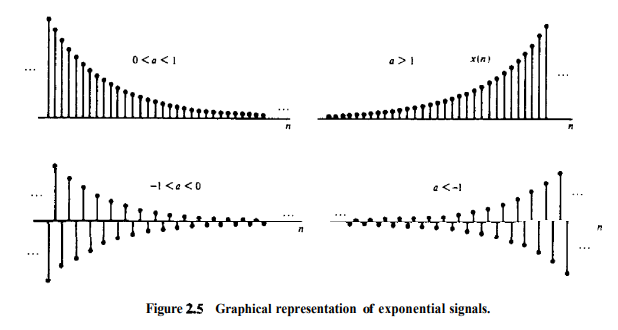 0 < a < 1
a > 1
x(n)
...
...
...
n
n
-1 < a < 0
a < -1
...
...
...
...
n
n
...
...
Figure 2.5 Graphical representation of exponential signals.